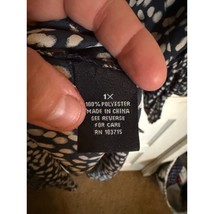 1X
100% POLYESTER
MADE IN CHINA
SEE REVERSE
FOR CARE
RN 103715